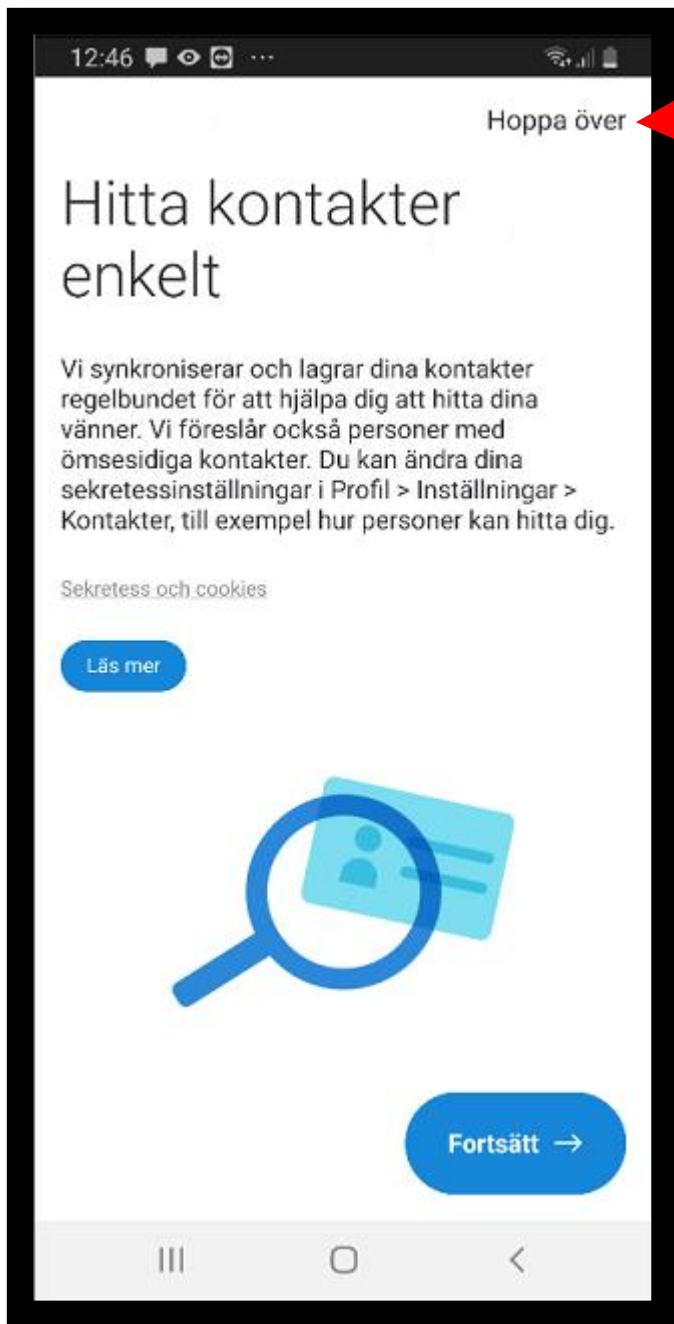 12:46
Hoppa över
Hitta kontakter
enkelt
Vi synkroniserar och lagrar dina kontakter
regelbundet för att hjälpa dig att hitta dina
vänner. Vi föreslår också personer med
ömsesidiga kontakter. Du kan ändra dina
sekretessinställningar i Profil > Inställningar >
Kontakter, till exempel hur personer kan hitta dig.
Sekretess och cookies
Läs mer
Fortsätt →